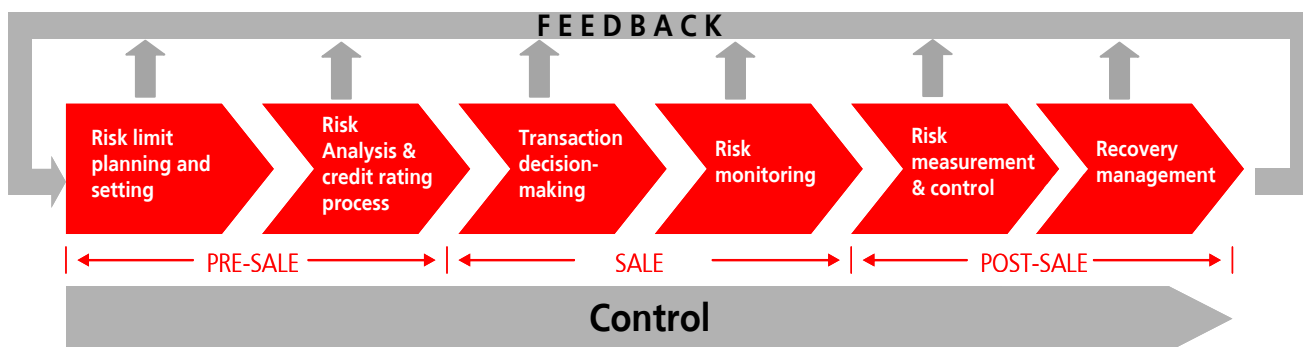 FEEDBACK
Risk limit
planning and
setting
Risk
Analysis &
credit rating
process
Transaction
decision-
making
Risk
monitoring
Risk
measurement
& control
Recovery
management
PRE-SALE
SALE
POST-SALE
Control